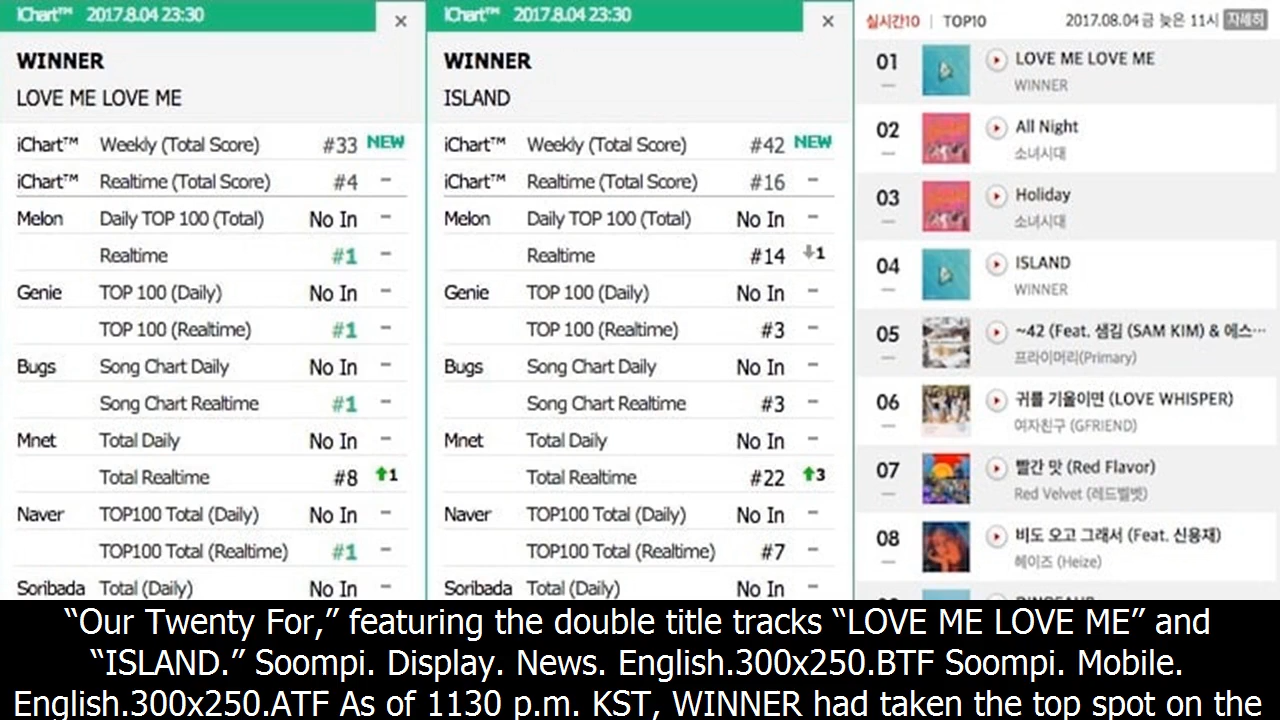 iChart™ 2017.8.04 23:30
×
WINNER
LOVE ME LOVE ME
iChart™ Weekly (Total Score) #33 NEW
iChart™ Realtime (Total Score) #4 –
Melon Daily TOP 100 (Total) No In –
Realtime #1 –
Genie TOP 100 (Daily) No In –
TOP 100 (Realtime) #1 –
Bugs Song Chart Daily No In –
Song Chart Realtime #1 –
Mnet Total Daily No In –
Total Realtime #8 ↑1
Naver TOP100 Total (Daily) No In –
TOP100 Total (Realtime) #1 –
Soribada Total (Daily) No In –
iChart™ 2017.8.04 23:30
×
WINNER
ISLAND
iChart™ Weekly (Total Score) #42 NEW
iChart™ Realtime (Total Score) #16 –
Melon Daily TOP 100 (Total) No In –
Realtime #14 ↓1
Genie TOP 100 (Daily) No In –
TOP 100 (Realtime) #3 –
Bugs Song Chart Daily No In –
Song Chart Realtime #3 –
Mnet Total Daily No In –
Total Realtime #22 ↑3
Naver TOP100 Total (Daily) No In –
TOP100 Total (Realtime) #7 –
Soribada Total (Daily) No In –
실시간10 | TOP10 2017.08.04 금 늦은 11시 자세히
01 LOVE ME LOVE ME
— WINNER
02 All Night
— 소녀시대
03 Holiday
— 소녀시대
04 ISLAND
— WINNER
05 ~42 (Feat. 샘김 (SAM KIM) & 에스…
— 프라이머리(Primary)
06 귀를 기울이면 (LOVE WHISPER)
— 여자친구 (GFRIEND)
07 빨간 맛 (Red Flavor)
— Red Velvet (레드벨벳)
08 비도 오고 그래서 (Feat. 신용재)
— 헤이즈 (Heize)
“Our Twenty For,” featuring the double title tracks “LOVE ME LOVE ME” and
“ISLAND.” Soompi. Display. News. English.300x250.BTF Soompi. Mobile.
English.300x250.ATF As of 1130 p.m. KST, WINNER had taken the top spot on the